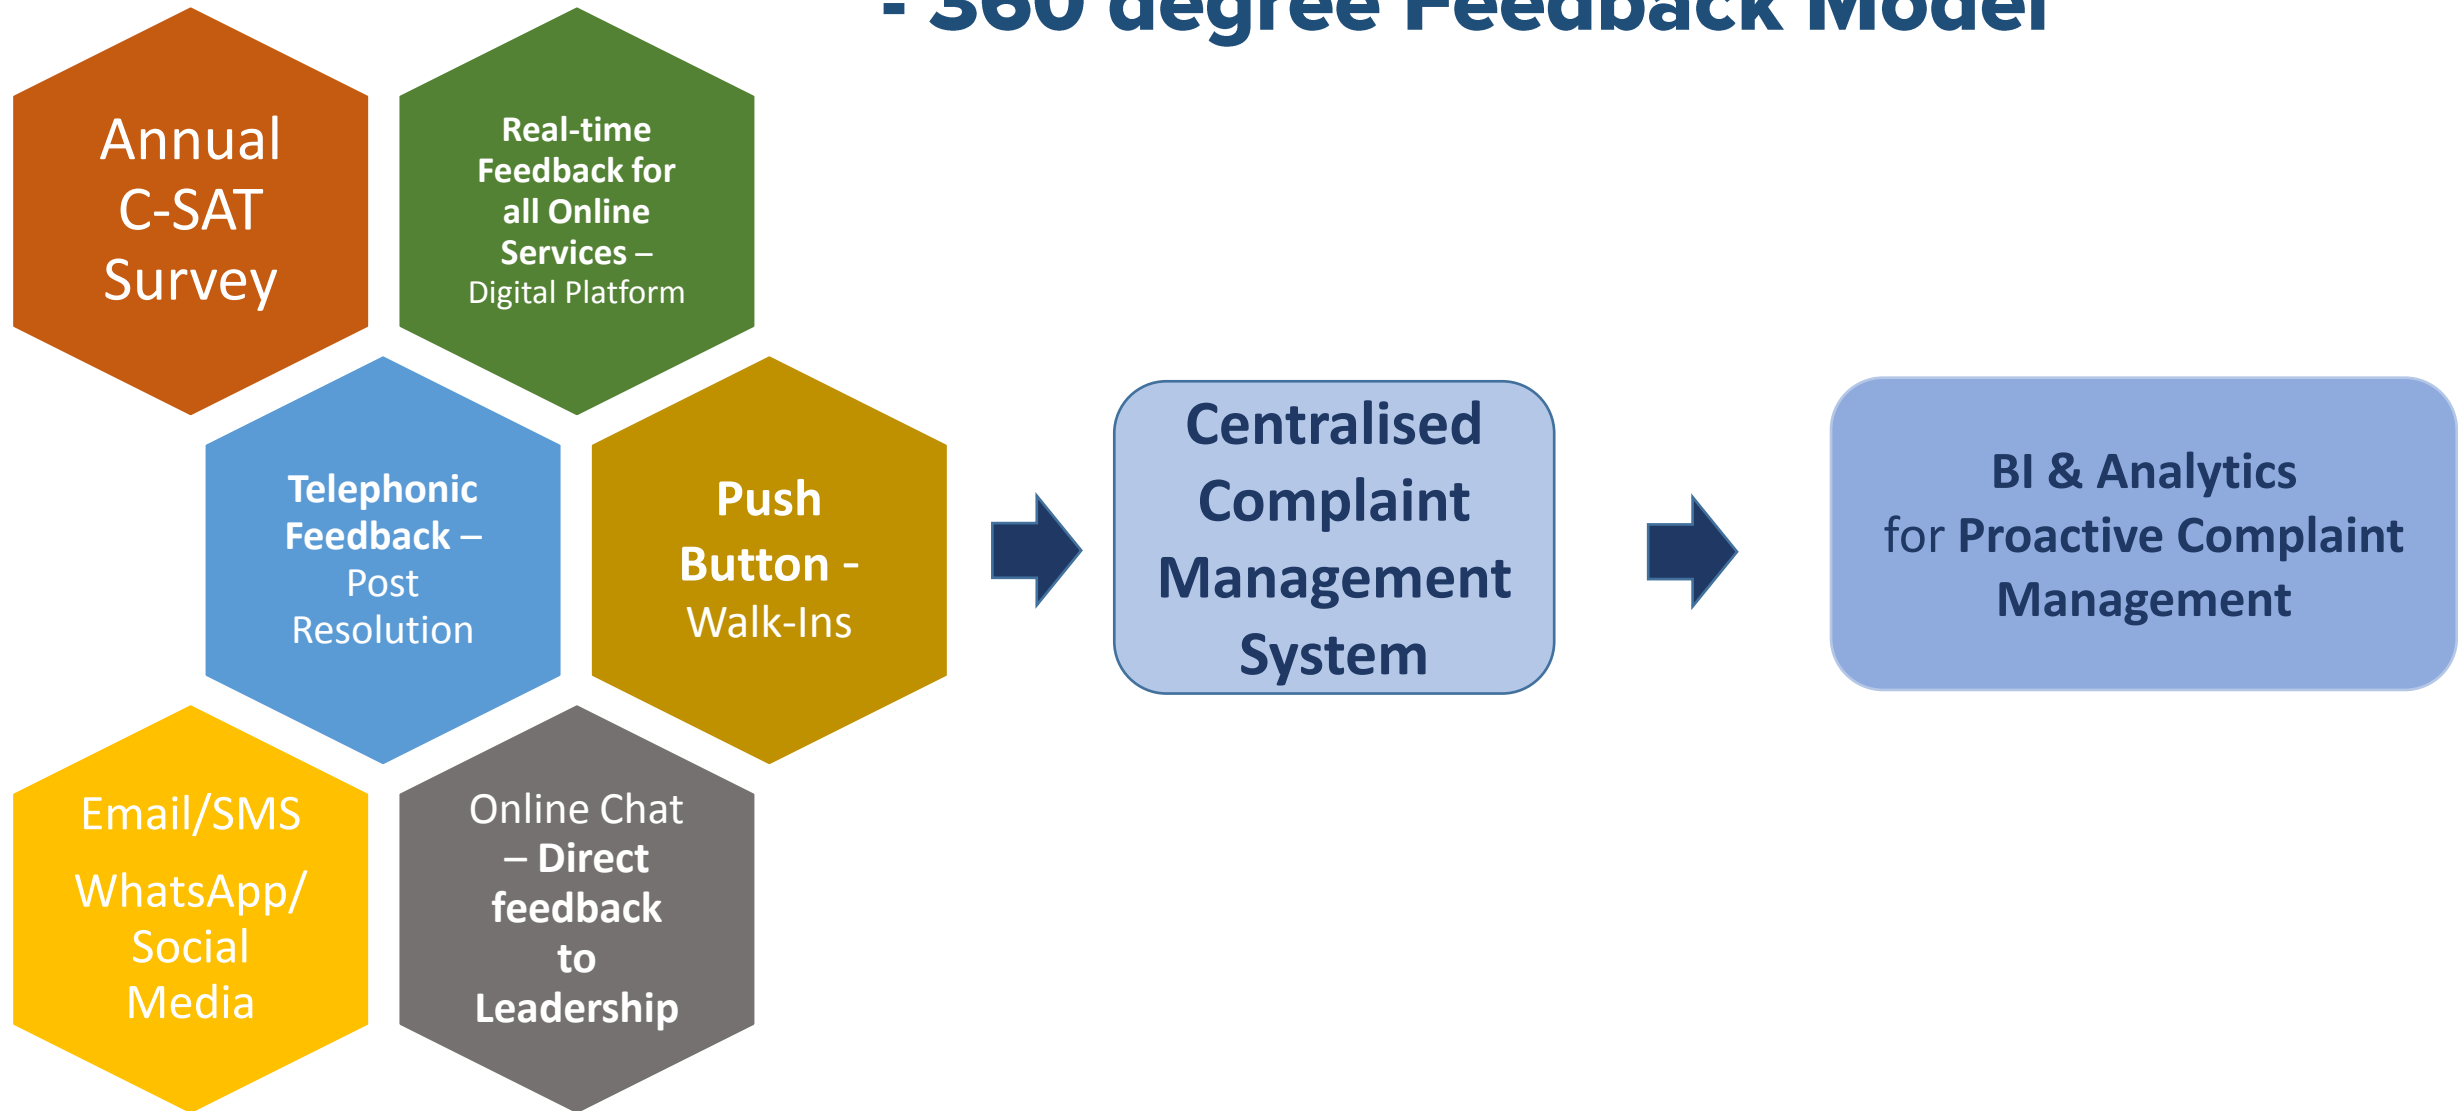 - 360 degree Feedback Model
Annual
C-SAT
Survey
Real-time
Feedback for
all Online
Services –
Digital Platform
Telephonic
Feedback –
Post
Resolution
Push
Button -
Walk-Ins
Email/SMS
WhatsApp/
Social
Media
Online Chat
– Direct
feedback
to
Leadership
Centralised
Complaint
Management
System
BI & Analytics
for Proactive Complaint
Management